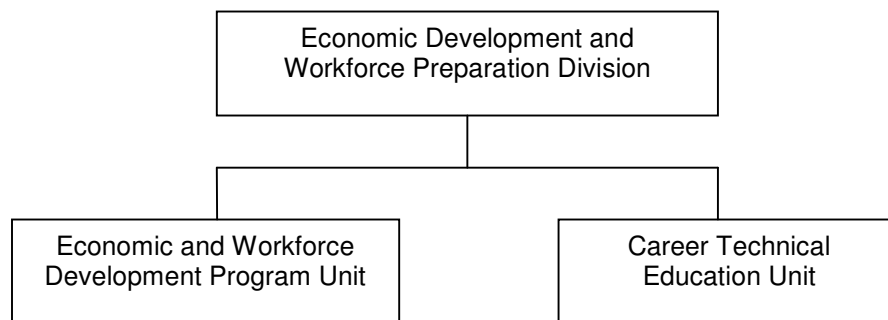 Economic Development and
Workforce Preparation Division
Economic and Workforce
Development Program Unit
Career Technical
Education Unit